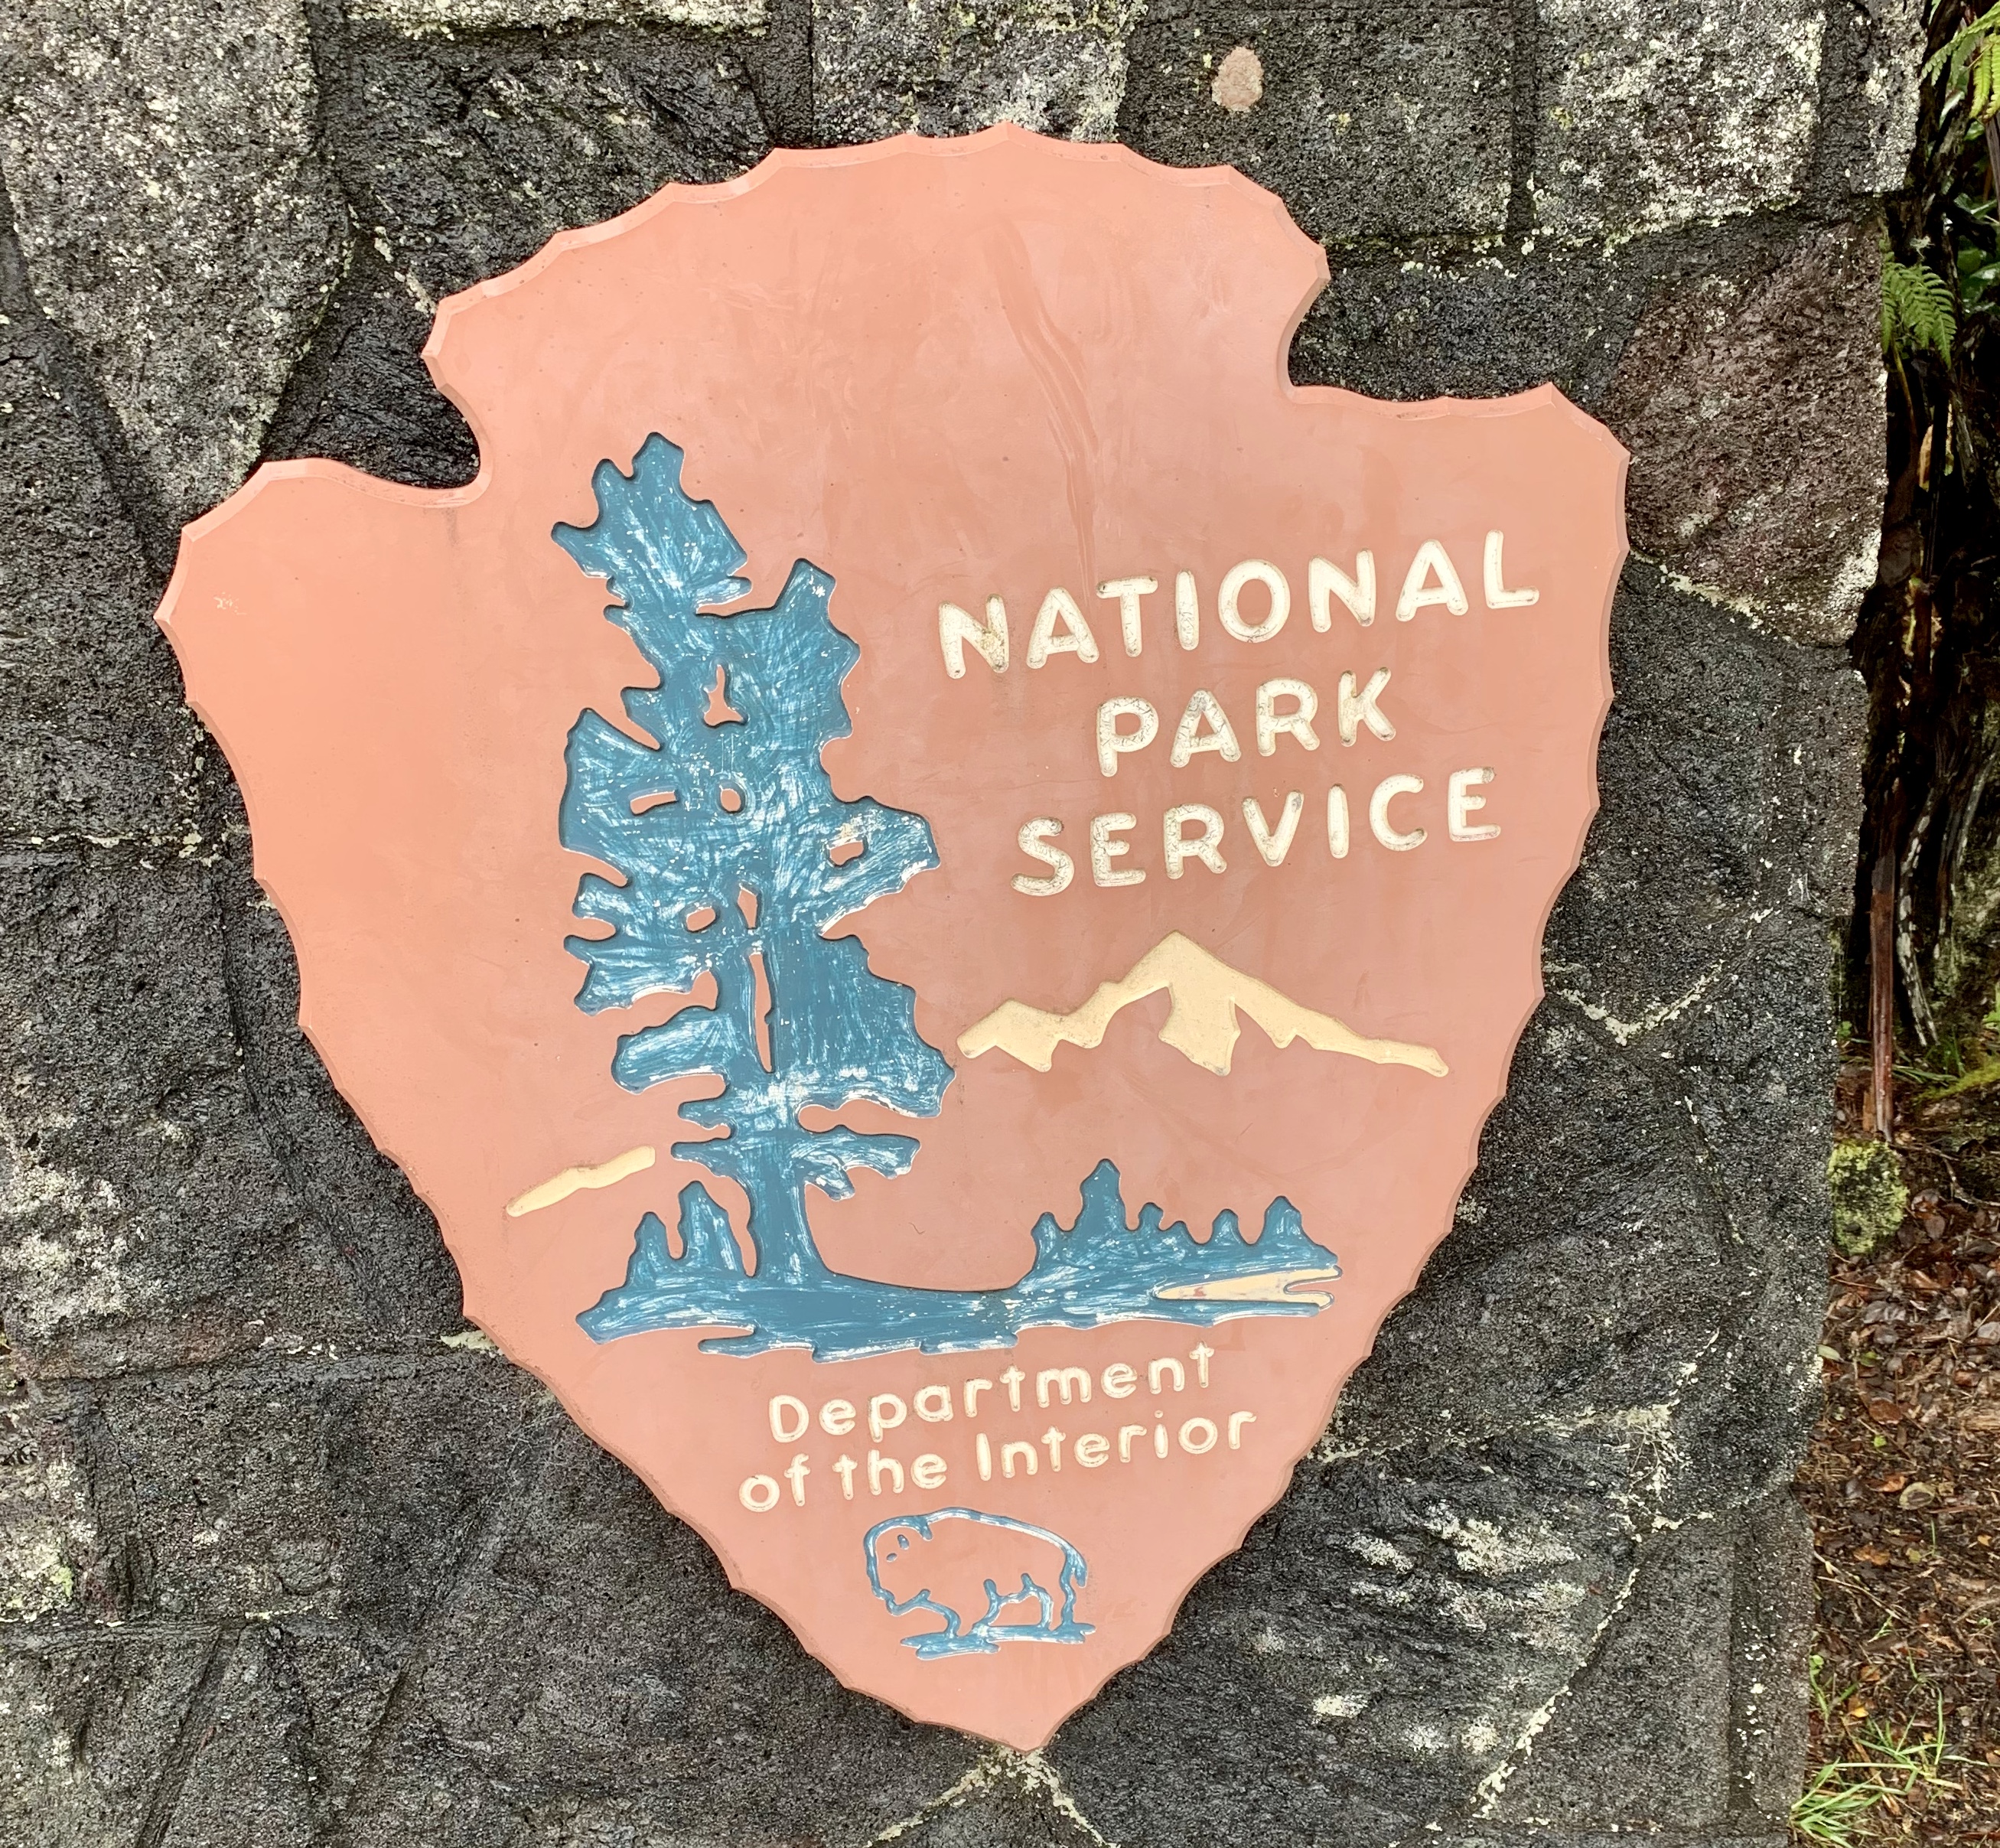 NATIONAL
PARK
SERVICE
Department
of the Interior